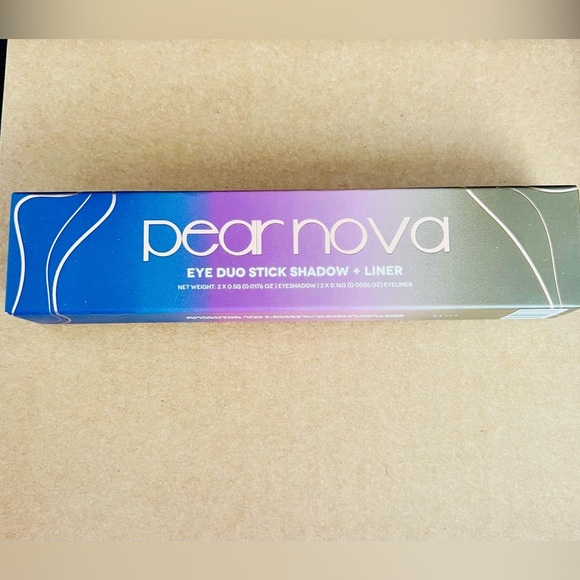 pear nova
EYE DUO STICK SHADOW + LINER
NET WEIGHT: 2 X 0.5G (0.0176 OZ) EYESHADOW | 2 X 0.16G (0.0056 OZ) EYELINER